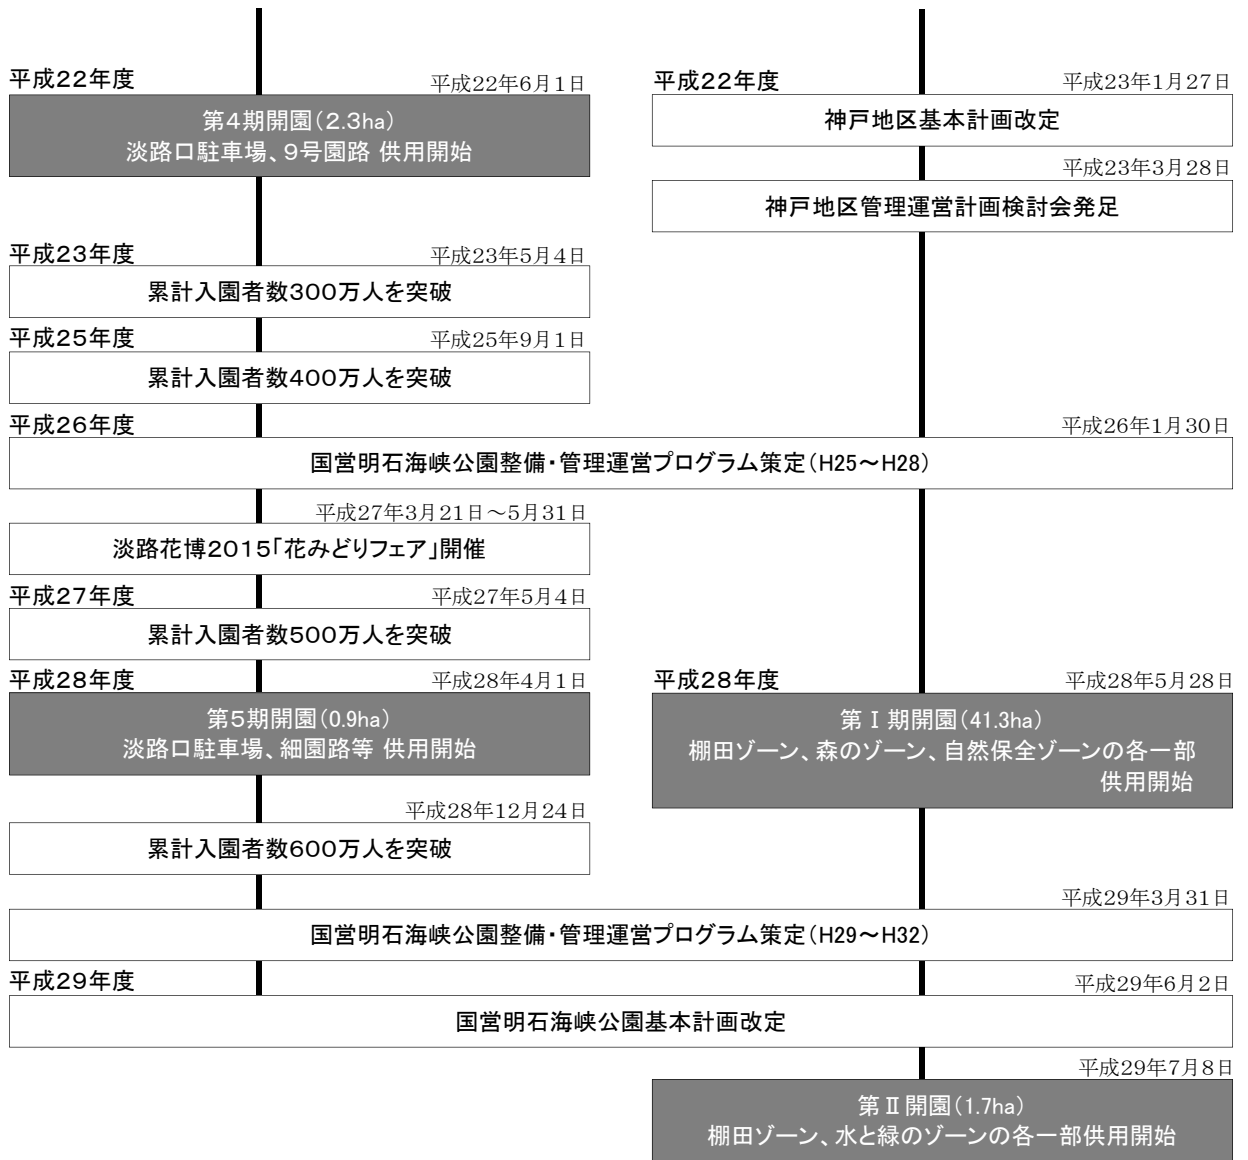 平成22年度
平成22年6月1日
第4期開園(2.3ha)
淡路口駐車場、9号園路 供用開始
平成22年度
平成23年1月27日
神戸地区基本計画改定
平成23年3月28日
神戸地区管理運営計画検討会発足
平成23年度
平成23年5月4日
累計入園者数300万人を突破
平成25年度
平成25年9月1日
累計入園者数400万人を突破
平成26年度
平成26年1月30日
国営明石海峡公園整備・管理運営プログラム策定(H25～H28)
平成27年3月21日～5月31日
淡路花博2015「花みどりフェア」開催
平成27年度
平成27年5月4日
累計入園者数500万人を突破
平成28年度
平成28年4月1日
第5期開園(0.9ha)
淡路口駐車場、細園路等 供用開始
平成28年度
平成28年5月28日
第Ⅰ期開園(41.3ha)
棚田ゾーン、森のゾーン、自然保全ゾーンの各一部
供用開始
平成28年12月24日
累計入園者数600万人を突破
平成29年3月31日
国営明石海峡公園整備・管理運営プログラム策定(H29～H32)
平成29年度
平成29年6月2日
国営明石海峡公園基本計画改定
平成29年7月8日
第Ⅱ開園(1.7ha)
棚田ゾーン、水と緑のゾーンの各一部供用開始